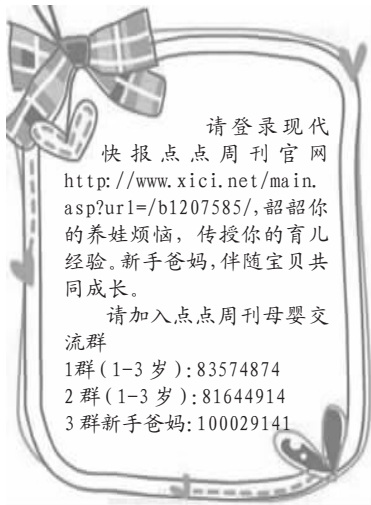 请登录现代
快报点点周刊官网
http://www.xici.net/main.
asp?url=/b1207585/,韶韶你
的养娃烦恼，传授你的育儿
经验。新手爸妈,伴随宝贝共
同成长。
请加入点点周刊母婴交
流群
1群(1-3岁):83574874
2群(1-3岁):81644914
3群新手爸妈:100029141